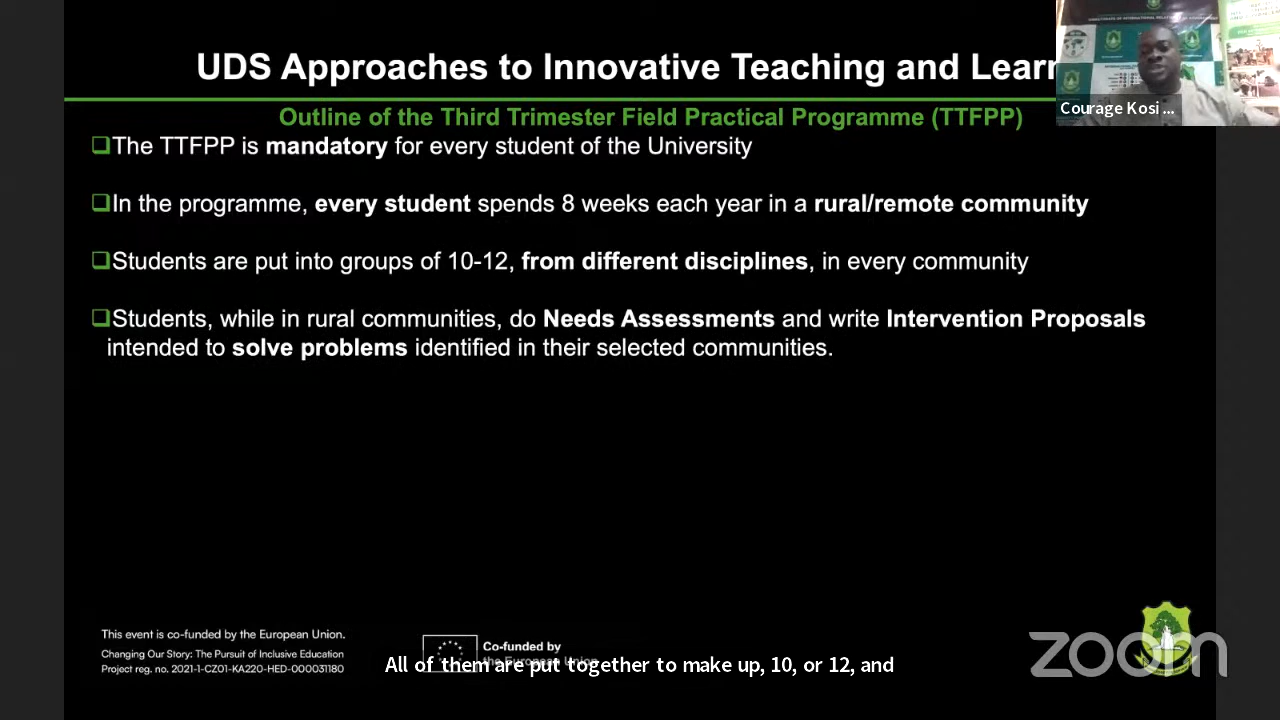 UDS Approaches to Innovative Teaching and Learn
Courage Kosi ...
Outline of the Third Trimester Field Practical Programme (TTFPP)
The TTFPP is mandatory for every student of the University
In the programme, every student spends 8 weeks each year in a rural/remote community
Students are put into groups of 10-12, from different disciplines, in every community
Students, while in rural communities, do Needs Assessments and write Intervention Proposals
intended to solve problems identified in their selected communities.
This event is co-funded by the European Union.
Changing Our Story: The Pursuit of Inclusive Education
Project reg. no. 2021-1-CZ01-KA220-HED-000031180
Co-funded by
the European Union
All of them are put together to make up, 10, or 12, and
zoom